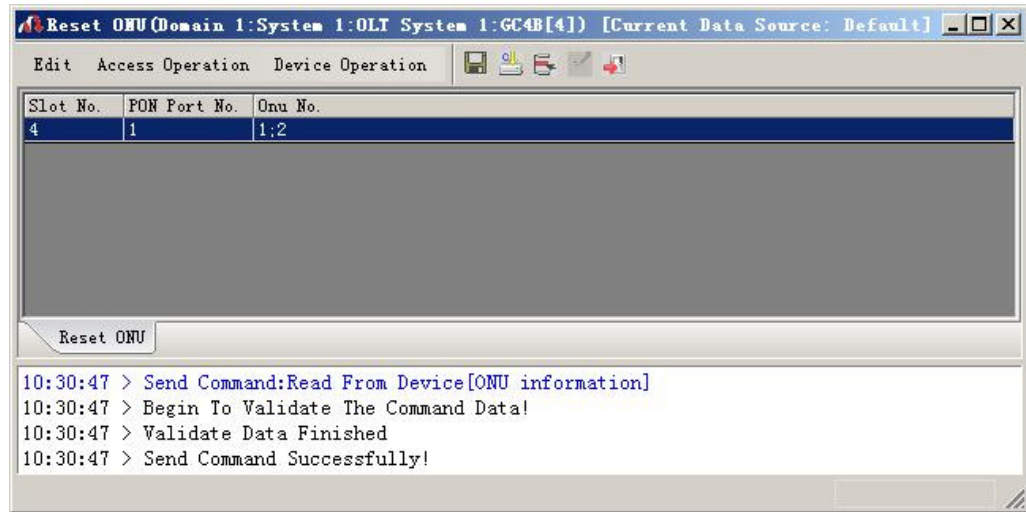 Reset ONU(Domain 1:System 1:OLT System 1:GC4B[4]) [Current Data Source: Default]
Edit Access Operation Device Operation
Slot No. PON Port No. Onu No.
4 1 1;2
Reset ONU
10:30:47 > Send Command:Read From Device[ONU information]
10:30:47 > Begin To Validate The Command Data!
10:30:47 > Validate Data Finished
10:30:47 > Send Command Successfully!